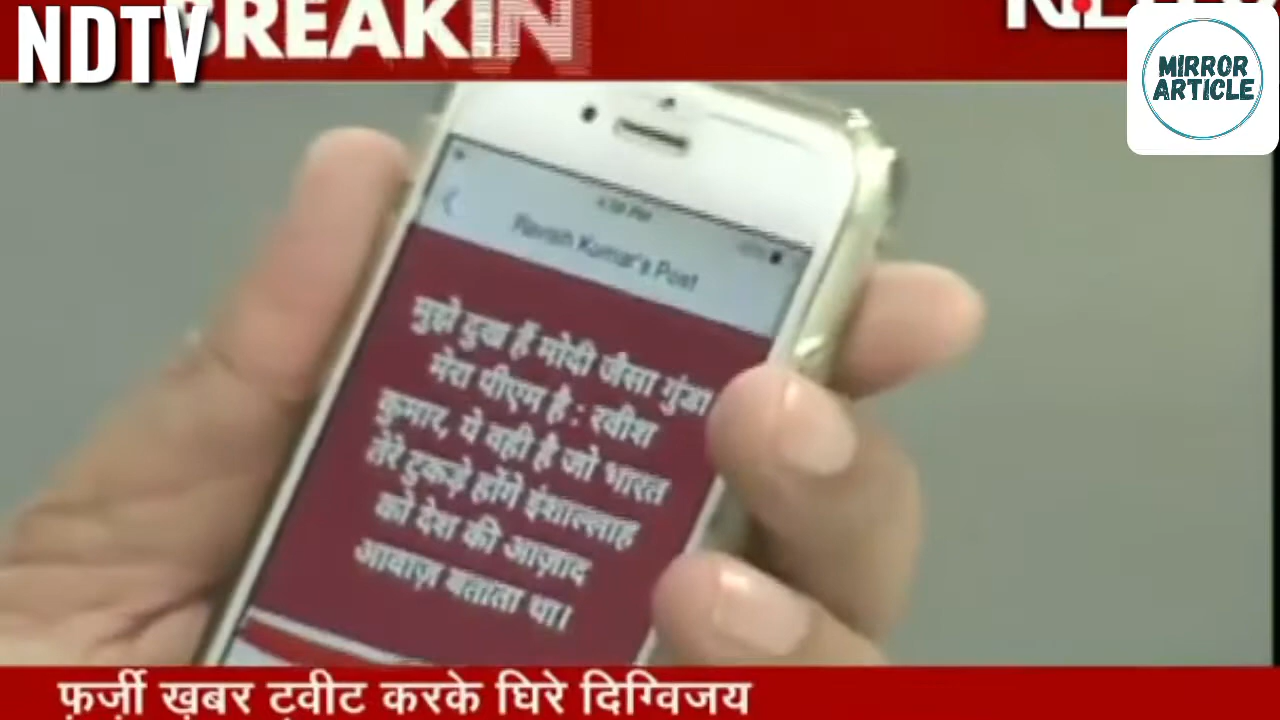 NDTV
BREAKIN
MIRROR
ARTICLE
Ravish Kumar's Post
मुझे दुख हैं मोदी जैसा गुंडा
मेरा पीएम है : रवीश
कुमार, ये वही है जो भारत
तेरे टुकड़े होंगे इंशाल्लाह
को देश की आज़ाद
आवाज़ बताता था।
फ़र्ज़ी ख़बर ट्वीट करके घिरे दिग्विजय